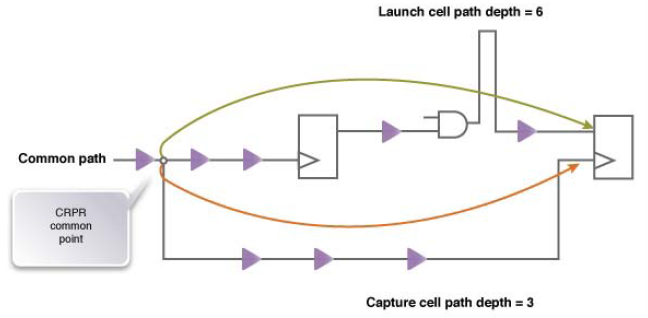 Launch cell path depth = 6
Common path
CRPR
common
point
Capture cell path depth = 3